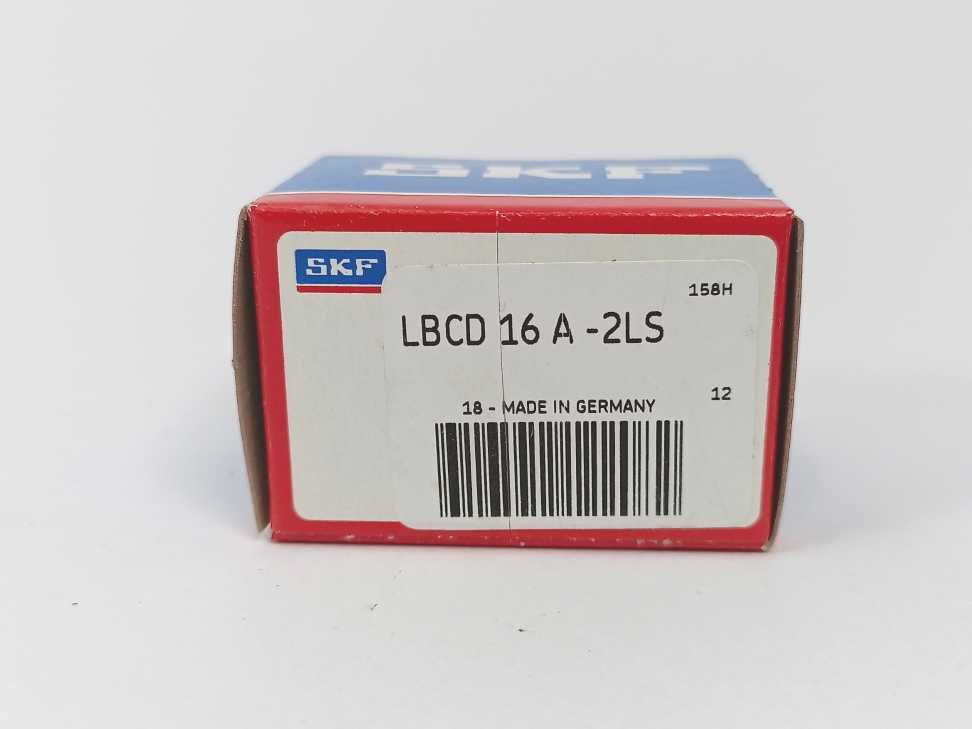 SKF
SKF
158H
LBCD 16 A -2LS
12
18 - MADE IN GERMANY